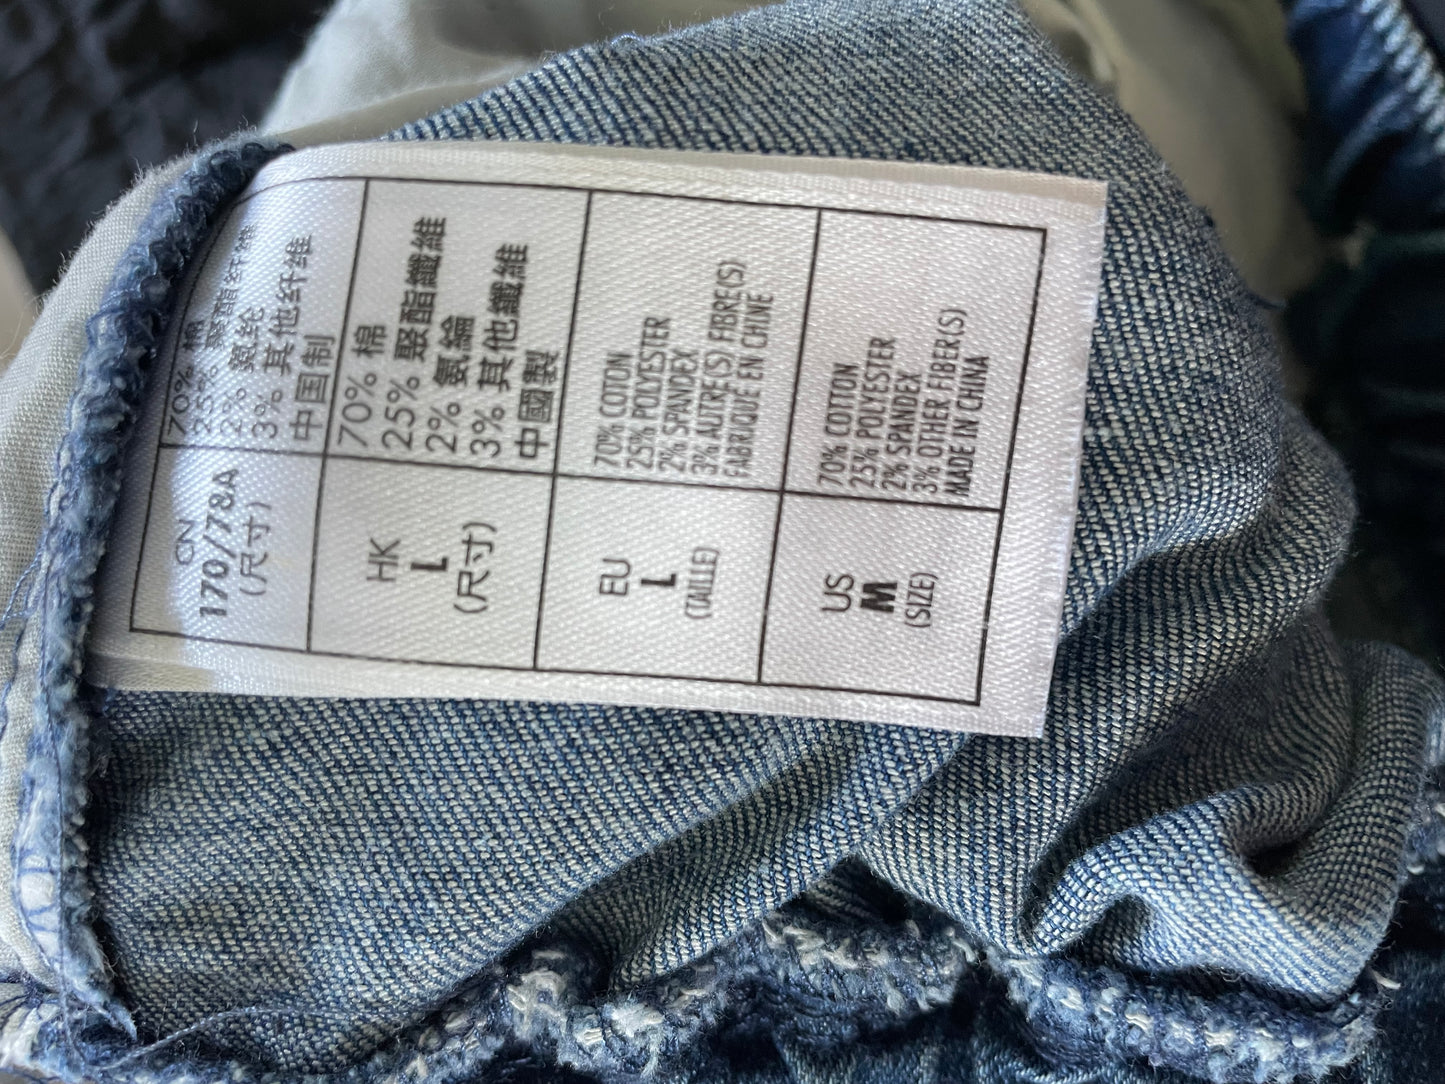 70% 棉
25% 聚酯纤维
2% 氨纶
3% 其他纤维
中国制
CN
170/78A
(尺寸)
70% 棉
25% 聚酯纖維
2% 氨綸
3% 其他纖維
中國製
HK
L
(尺寸)
70% COTON
25% POLYESTER
2% SPANDEX
3% AUTRE(S) FIBRE(S)
FABRIQUE EN CHINE
EU
L
(TAILLE)
70% COTTON
25% POLYESTER
2% SPANDEX
3% OTHER FIBER(S)
MADE IN CHINA
US
M
(SIZE)